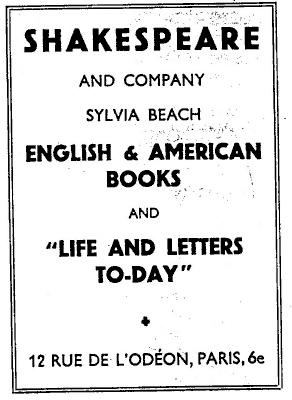 SHAKESPEARE
AND COMPANY
SYLVIA BEACH
ENGLISH & AMERICAN
BOOKS
AND
"LIFE AND LETTERS
TO-DAY"
12 RUE DE L'ODÉON, PARIS, 6e